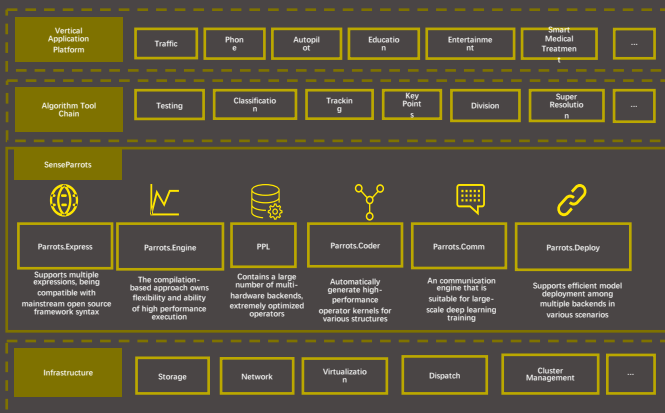 Vertical
Application
Platform
Traffic
Phon
e
Autopil
ot
Educatio
n
Entertainme
nt
Smart
Medical
Treatmen
t
...
Algorithm Tool
Chain
Testing
Classificatio
n
Trackin
g
Key
Point
s
Division
Super
Resolutio
n
...
SenseParrots
Parrots.Express
Parrots.Engine
PPL
Parrots.Coder
Parrots.Comm
Parrots.Deploy
Supports multiple
expressions, being
compatible with
mainstream open source
framework syntax
The compilation-
based approach owns
flexibility and ability
of high performance
execution
Contains a large
number of multi-
hardware backends,
extremely optimized
operators
Automatically
generate high-
performance
operator kernels for
various structures
An communication
engine that is
suitable for large-
scale deep learning
training
Supports efficient model
deployment among
multiple backends in
various scenarios
Infrastructure
Storage
Network
Virtualizatio
n
Dispatch
Cluster
Management
...